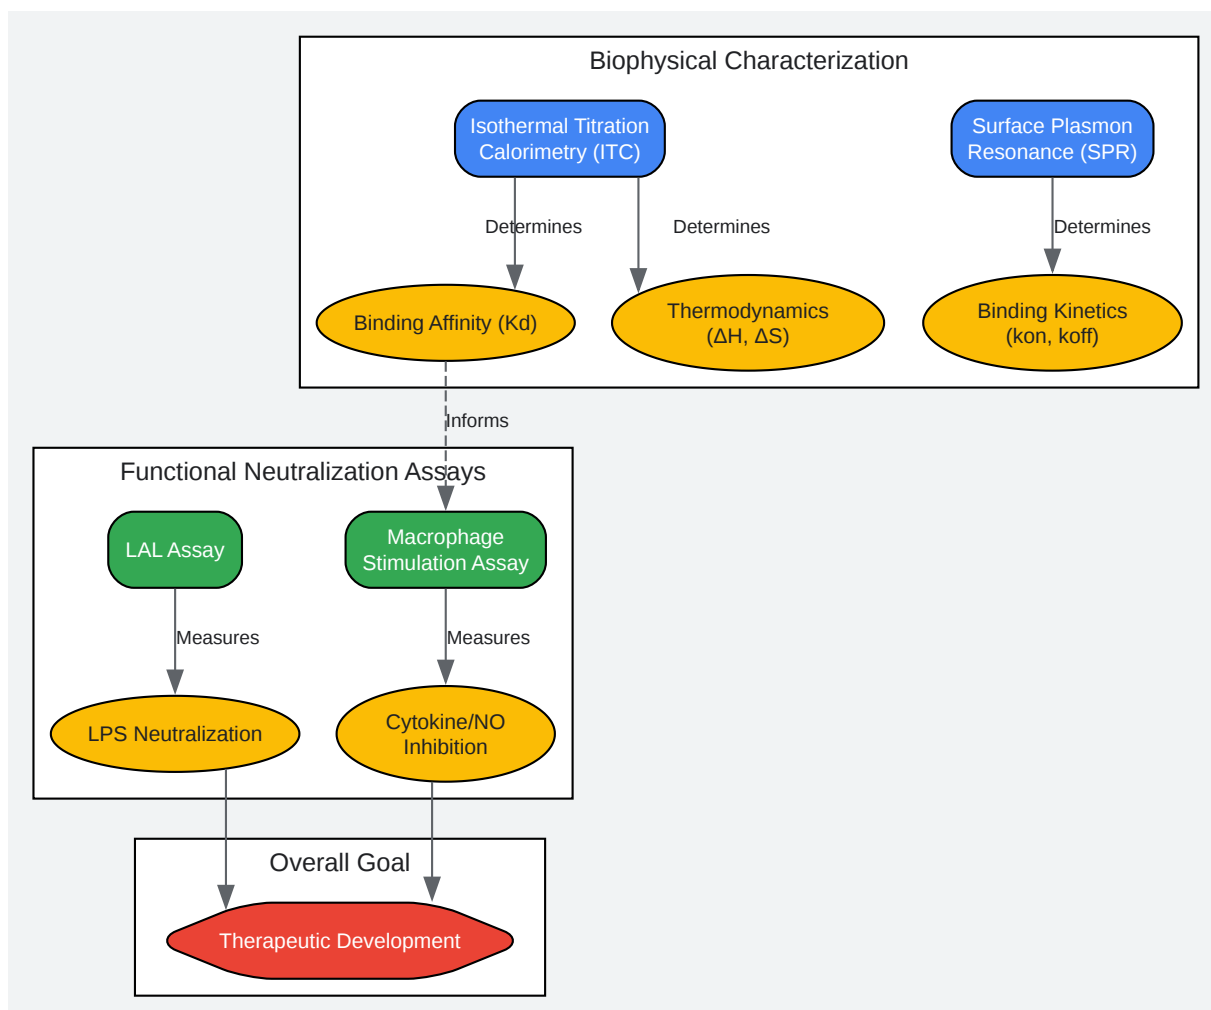 Biophysical Characterization
Isothermal Titration
Calorimetry (ITC)
Surface Plasmon
Resonance (SPR)
Determines
Determines
Determines
Binding Affinity (Kd)
Thermodynamics
(ΔH, ΔS)
Binding Kinetics
(kon, koff)
Informs
Functional Neutralization Assays
LAL Assay
Macrophage
Stimulation Assay
Measures
Measures
LPS Neutralization
Cytokine/NO
Inhibition
Overall Goal
Therapeutic Development